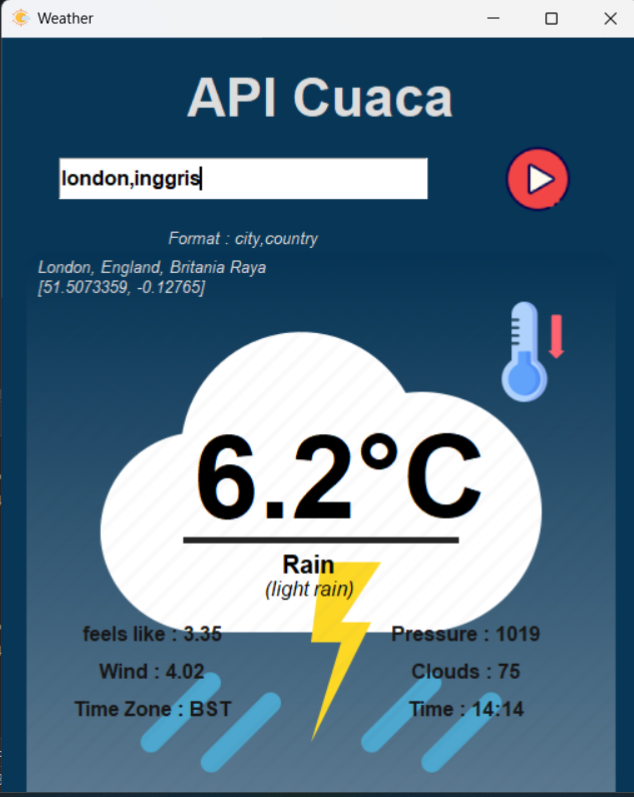 Weather
API Cuaca
london,inggris
Format : city,country
London, England, Britania Raya
[51.5073359, -0.12765]
6.2°C
Rain
(light rain)
feels like : 3.35
Pressure : 1019
Wind : 4.02
Clouds : 75
Time Zone : BST
Time : 14:14